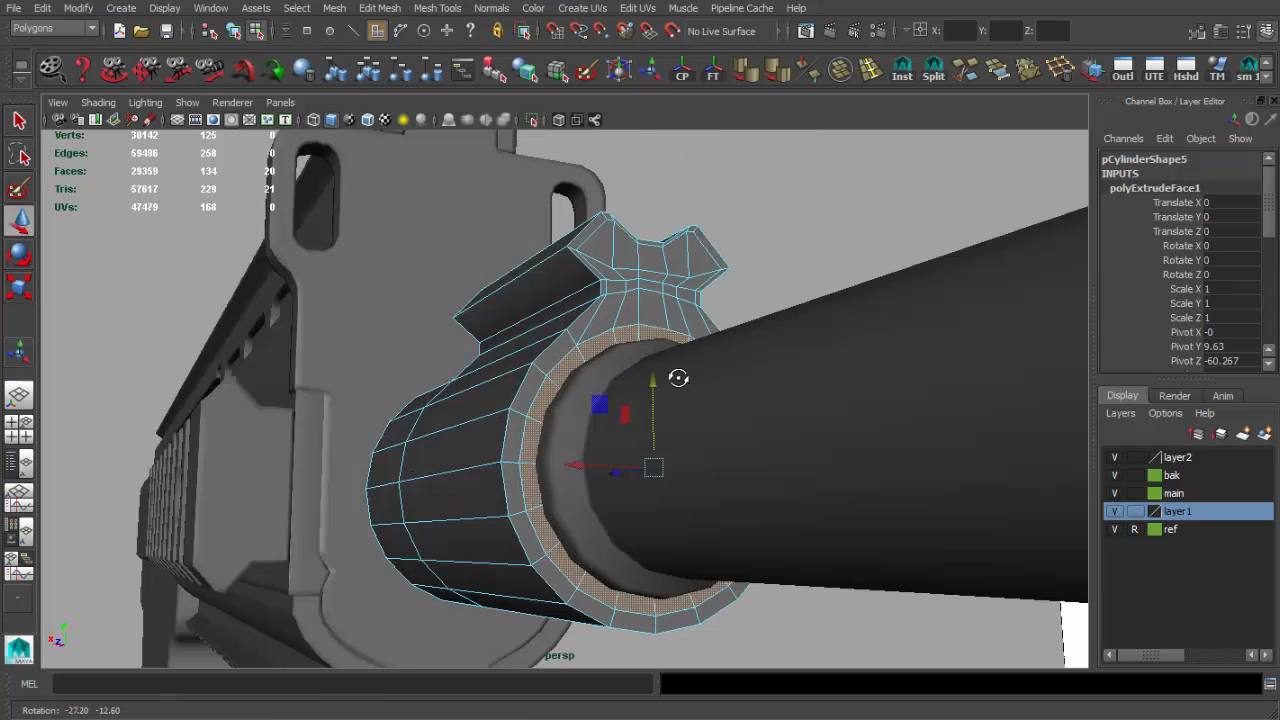 File Edit Modify Create Display Window Assets Select Mesh Edit Mesh Mesh Tools Normals Color Create UVs Edit UVs Muscle Pipeline Cache Help
Polygons No Live Surface X: Y: Z:
CP FT Inst Split Outl UTE Hshd TM sm 1
View Shading Lighting Show Renderer Panels
Channel Box / Layer Editor
Verts: 30142 125 0
Edges: 59496 258 0
Faces: 29359 134 20
Tris: 57617 229 21
UVs: 47479 168 0
Channels Edit Object Show
pCylinderShape5
INPUTS
polyExtrudeFace1
Translate X 0
Translate Y 0
Translate Z 0
Rotate X 0
Rotate Y 0
Rotate Z 0
Scale X 1
Scale Y 1
Scale Z 1
Pivot X -0
Pivot Y 9.63
Pivot Z -60.267
Display Render Anim
Layers Options Help
V layer2
V bak
V main
V layer1
V R ref
persp
MEL
Rotation: -27.20 -12.60